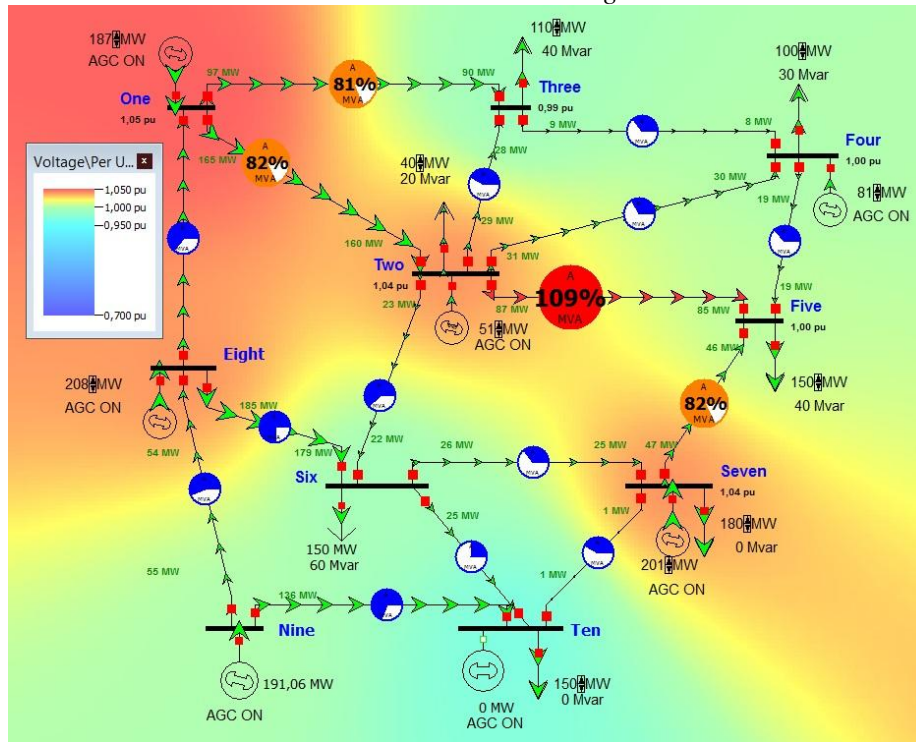 187 MW
AGC ON
One
1,05 pu
97 MW
A
81%
MVA
90 MW
110 MW
40 Mvar
Three
0,99 pu
9 MW
8 MW
100 MW
30 Mvar
Four
1,00 pu
81 MW
AGC ON
Voltage\Per U... x
1,050 pu
1,000 pu
0,950 pu
0,700 pu
165 MW
A
82%
MVA
160 MW
40 MW
20 Mvar
28 MW
29 MW
30 MW
31 MW
19 MW
19 MW
Two
1,04 pu
23 MW
51 MW
AGC ON
87 MW
A
109%
MVA
85 MW
Five
1,00 pu
46 MW
150 MW
40 Mvar
MVA
Eight
208 MW
AGC ON
185 MW
179 MW
54 MW
22 MW
26 MW
MVA
25 MW
47 MW
A
82%
MVA
Six
25 MW
150 MW
60 Mvar
Seven
1,04 pu
1 MW
1 MW
180 MW
0 Mvar
201 MW
AGC ON
MVA
55 MW
136 MW
Nine
191,06 MW
AGC ON
Ten
0 MW
AGC ON
150 MW
0 Mvar